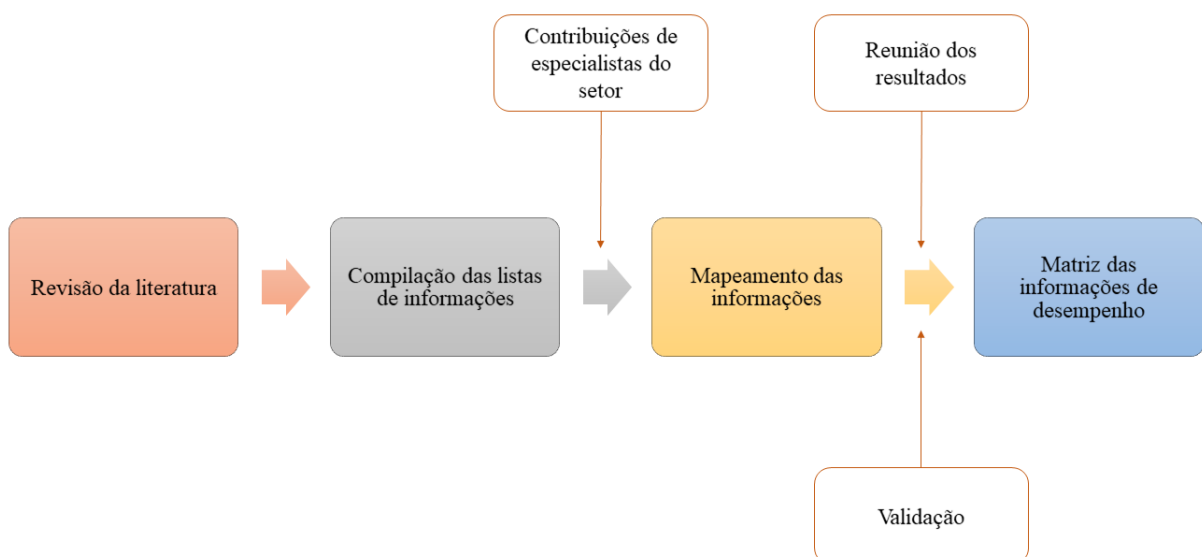 Contribuições de
especialistas do
setor
Reunião dos
resultados
Revisão da literatura
Compilação das listas
de informações
Mapeamento das
informações
Matriz das
informações de
desempenho
Validação